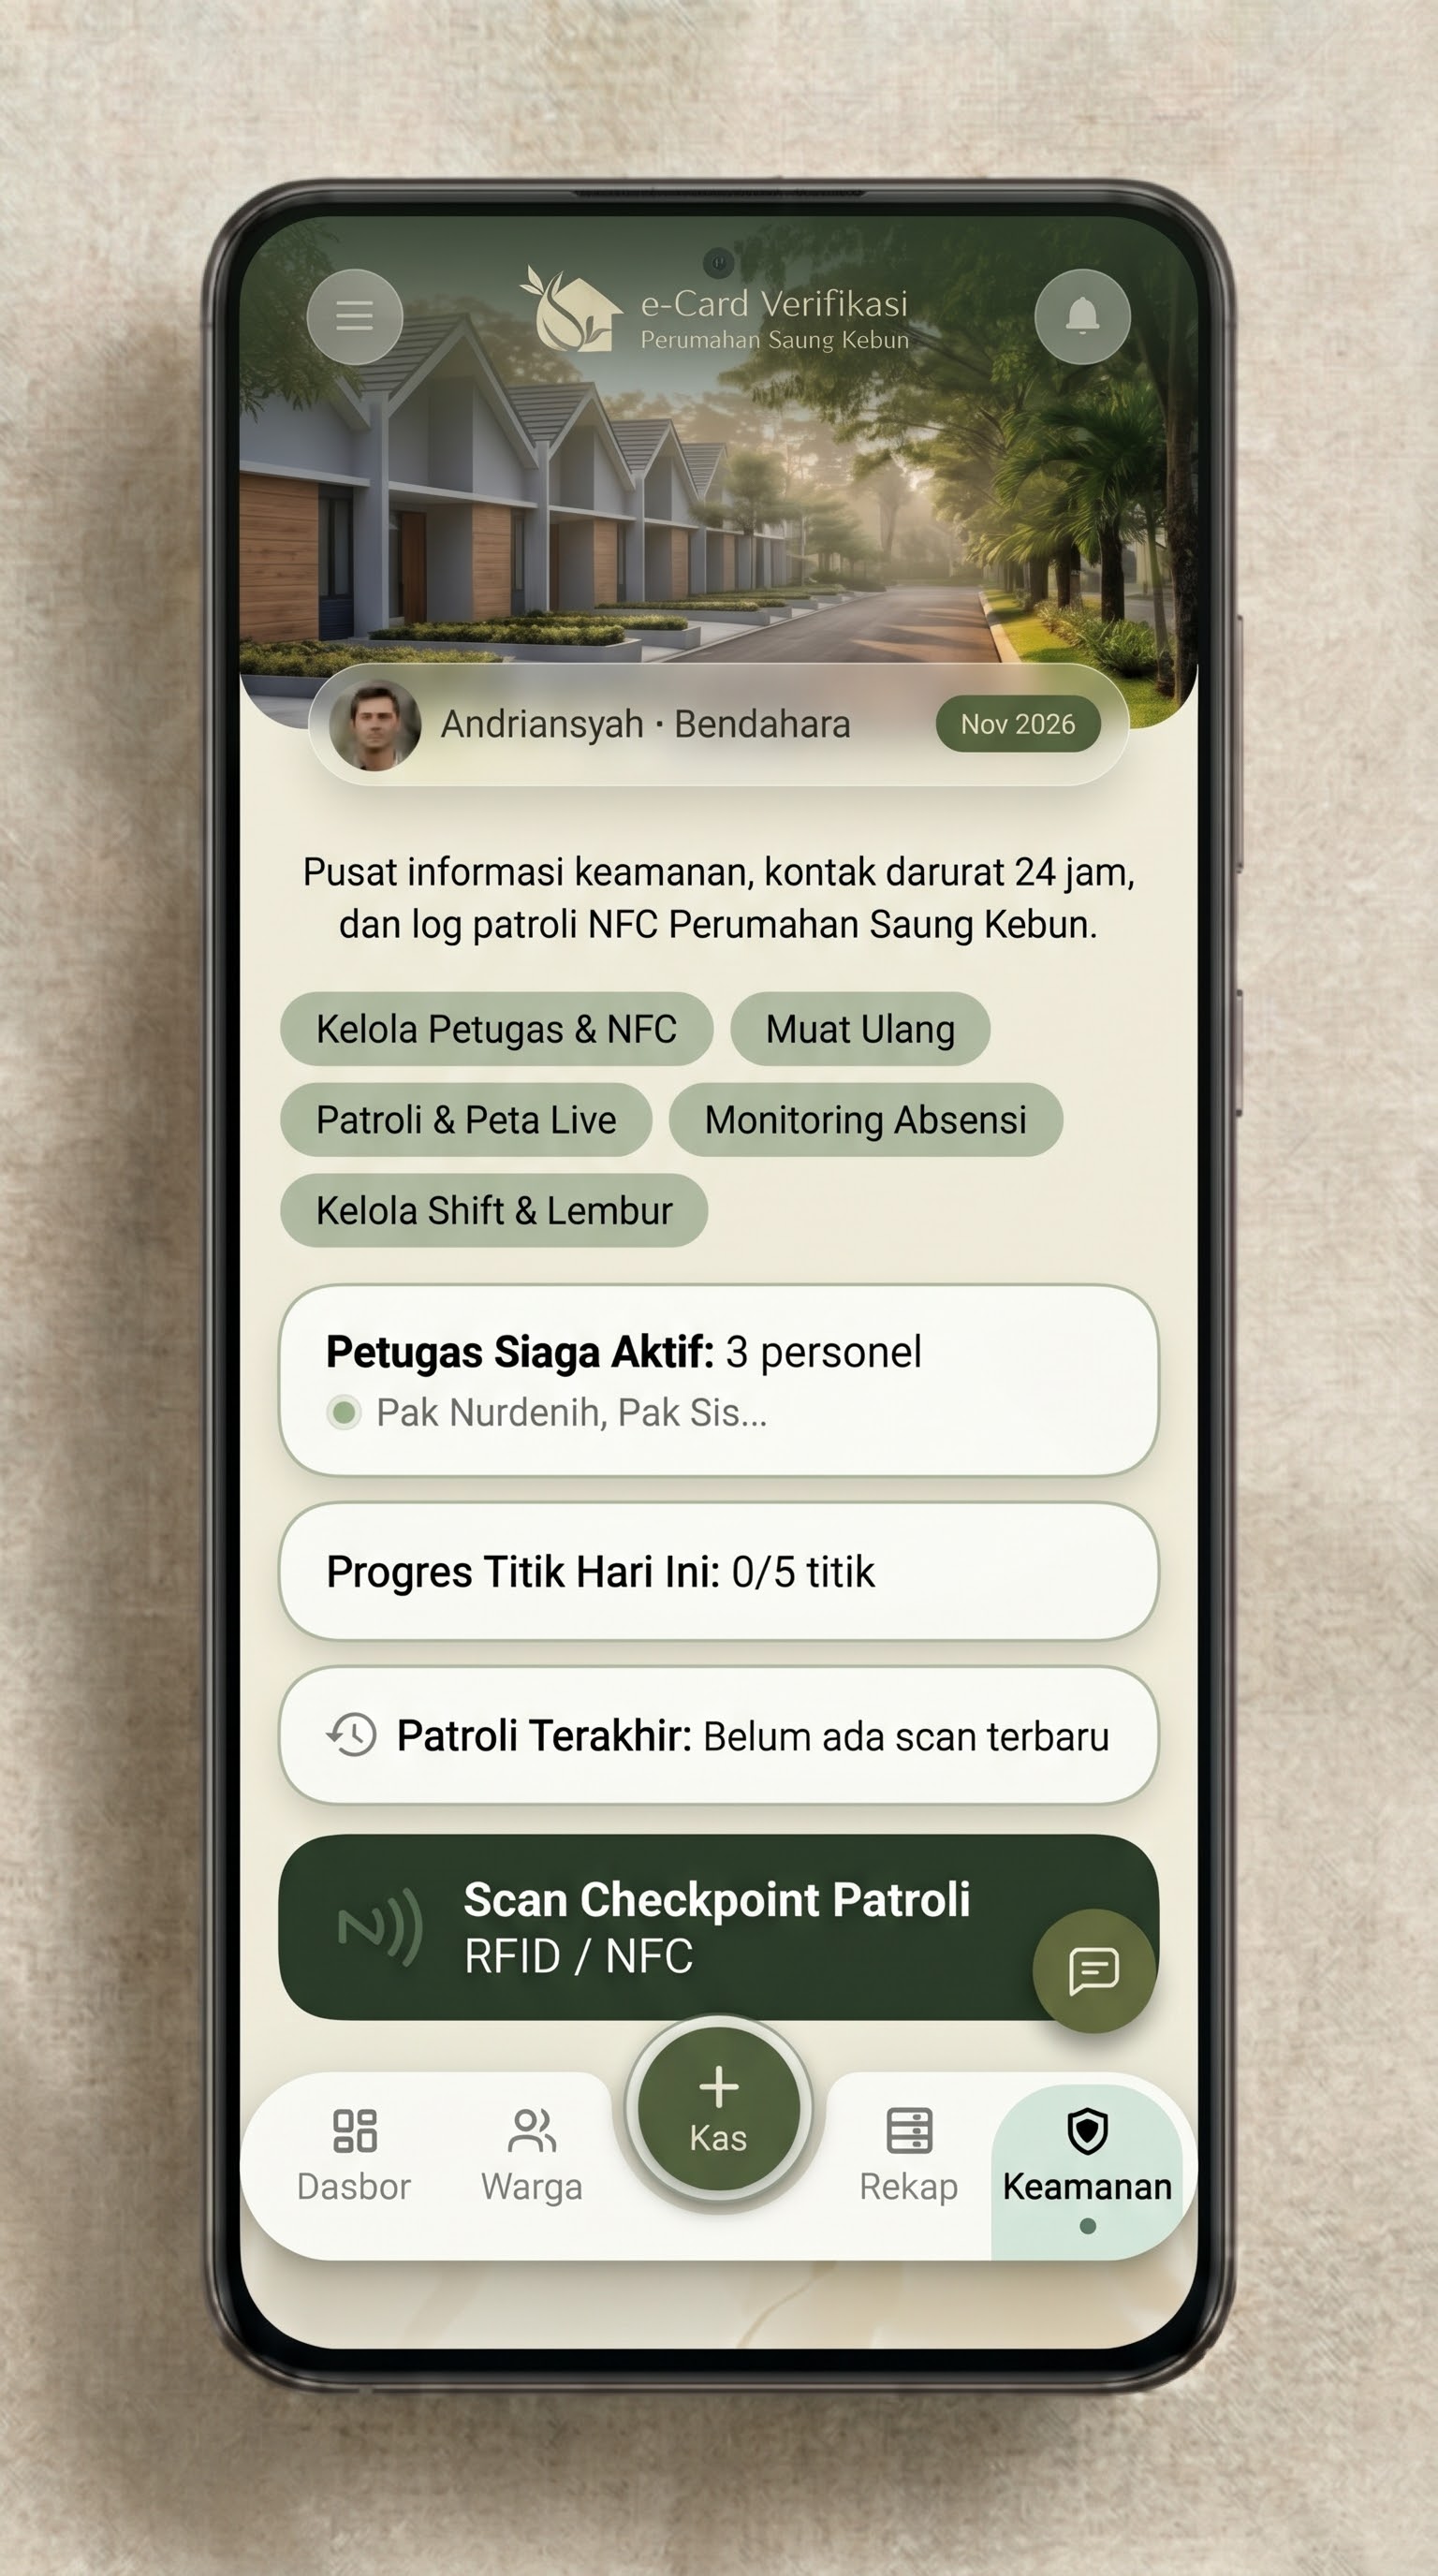 e-Card Verifikasi
Perumahan Saung Kebun
Andriansyah · Bendahara
Nov 2026
Pusat informasi keamanan, kontak darurat 24 jam,
dan log patroli NFC Perumahan Saung Kebun.
Kelola Petugas & NFC
Muat Ulang
Patroli & Peta Live
Monitoring Absensi
Kelola Shift & Lembur
Petugas Siaga Aktif: 3 personel
Pak Nurdenih, Pak Sis...
Progres Titik Hari Ini: 0/5 titik
Patroli Terakhir: Belum ada scan terbaru
Scan Checkpoint Patroli
RFID / NFC
Dasbor
Warga
Kas
Rekap
Keamanan